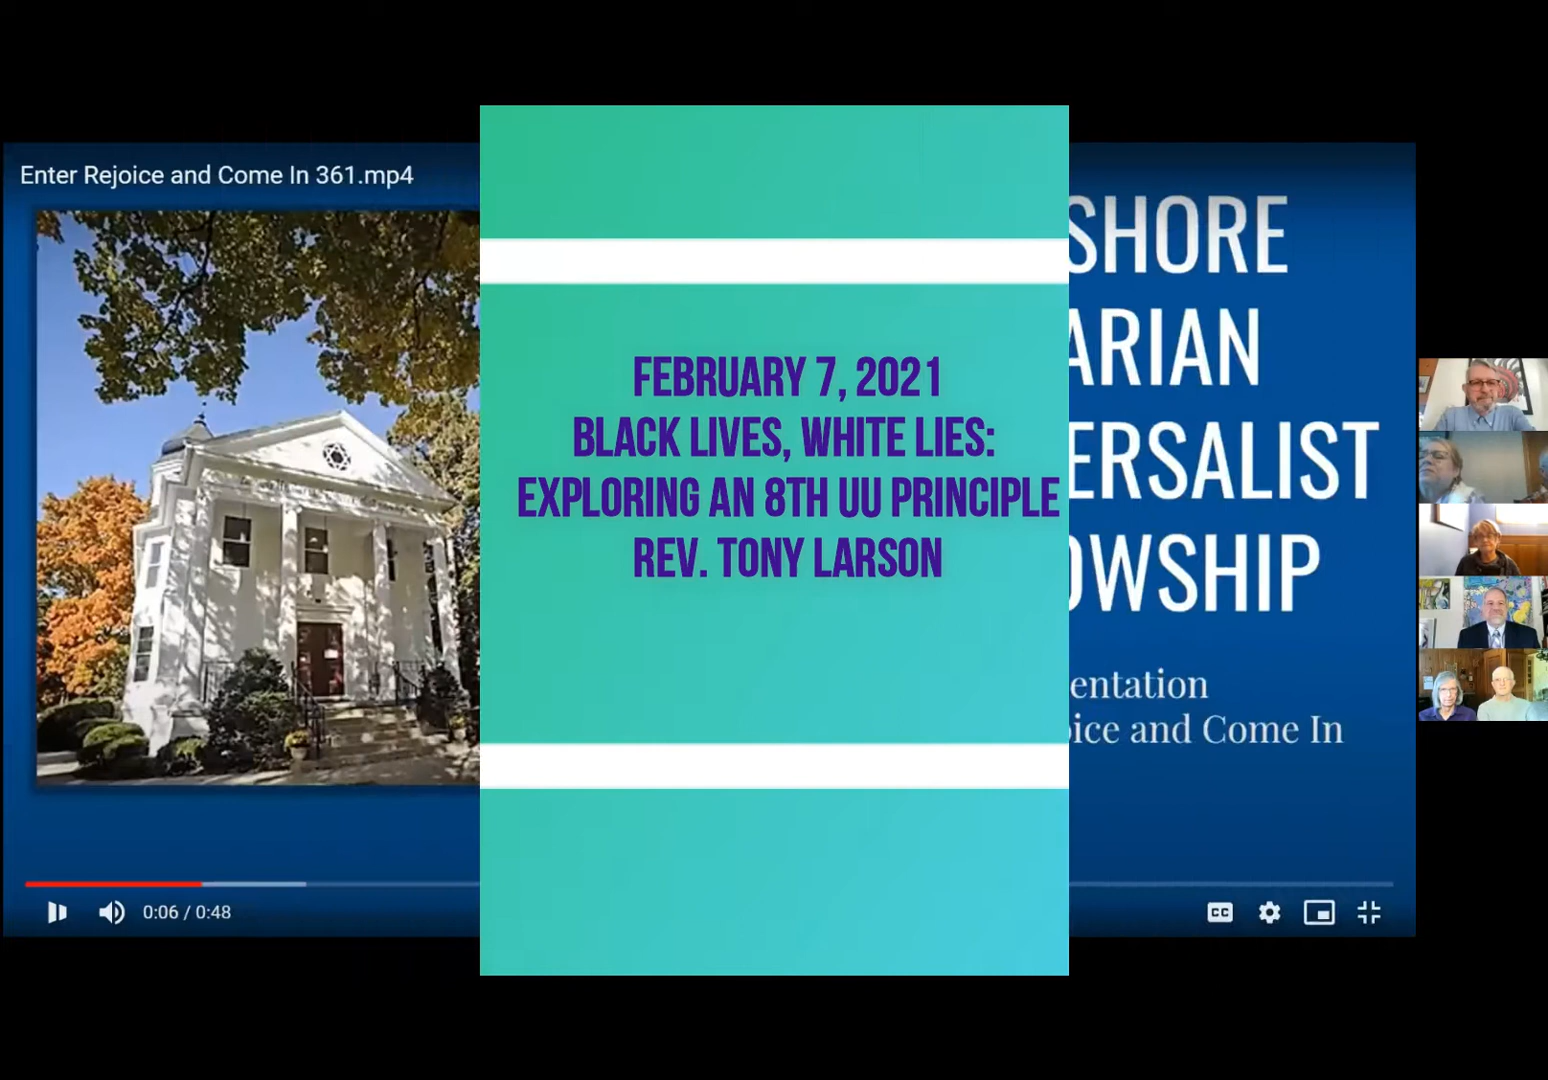 Enter Rejoice and Come In 361.mp4
FEBRUARY 7, 2021
BLACK LIVES, WHITE LIES:
EXPLORING AN 8TH UU PRINCIPLE
REV. TONY LARSON
SHORE
ARIAN
ERSALIST
OWSHIP
entation
oice and Come In
0:06 / 0:48
CC